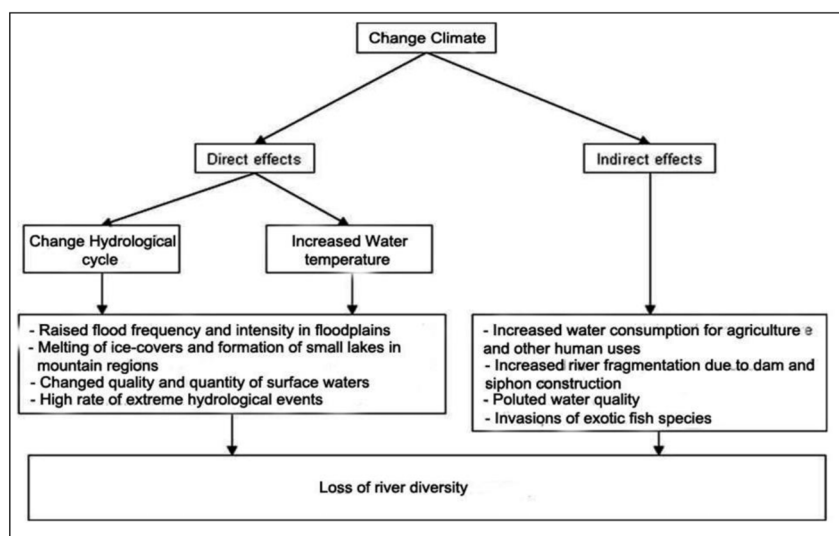 Change Climate
Direct effects
Indirect effects
Change Hydrological
cycle
Increased Water
temperature
- Raised flood frequency and intensity in floodplains
- Melting of ice-covers and formation of small lakes in
mountain regions
- Changed quality and quantity of surface waters
- High rate of extreme hydrological events
- Increased water consumption for agriculture e
and other human uses
- Increased river fragmentation due to dam and
siphon construction
- Poluted water quality
- Invasions of exotic fish species
Loss of river diversity